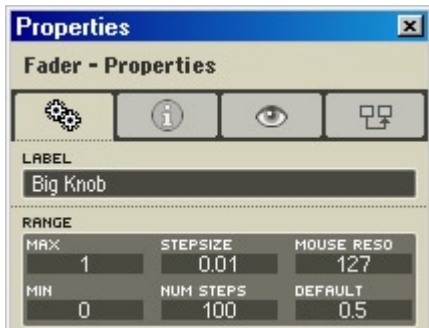 Properties
Fader - Properties
LABEL
Big Knob
RANGE
MAX STEPSIZE MOUSE RESO
1 0.01 127
MIN NUM STEPS DEFAULT
0 100 0.5